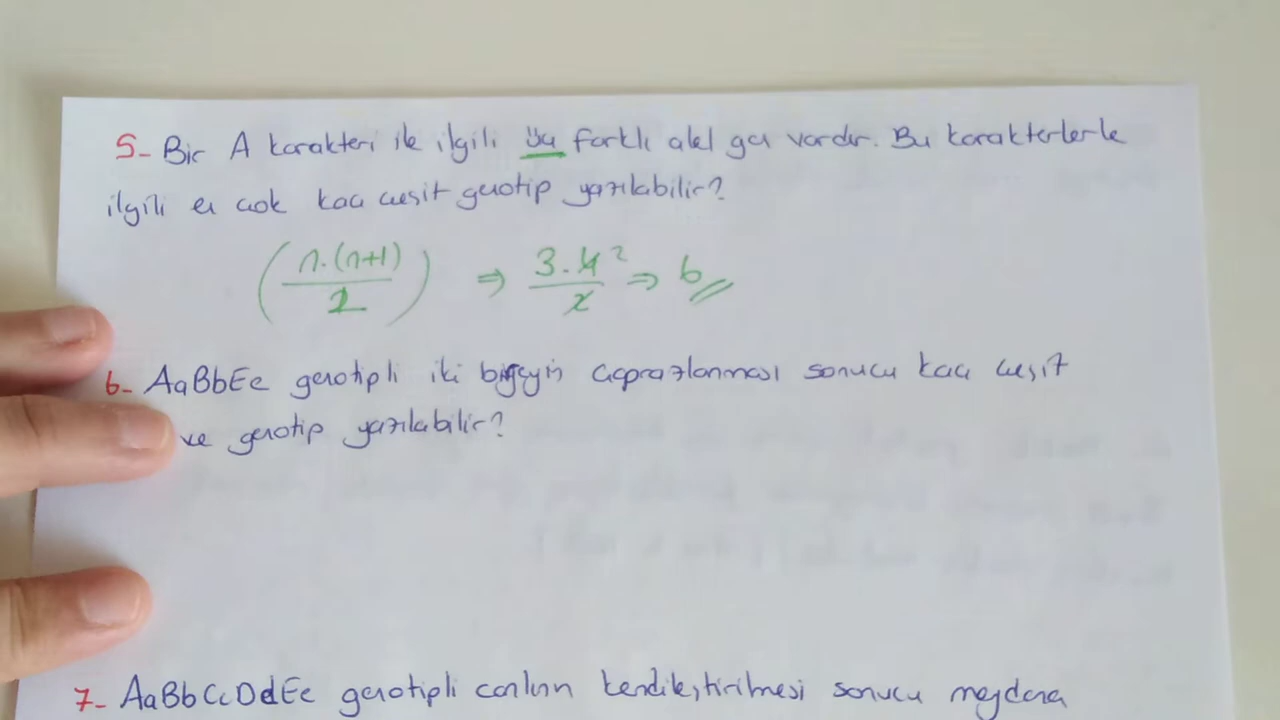 5- Bir A karakteri ile ilgili üç farklı alel gen vardır. Bu karakterlerle
ilgili en çok kaç çeşit genotip yazılabilir?
(n.(n+1)/2) ⇒ 3.4²/2 ⇒ 6//
6- AaBbEe genotipli iki bireyin çaprazlanması sonucu kaç çeşit
ve genotip yazılabilir?
7- AaBbCcDdEe genotipli canlının kendileştirilmesi sonucu meydana